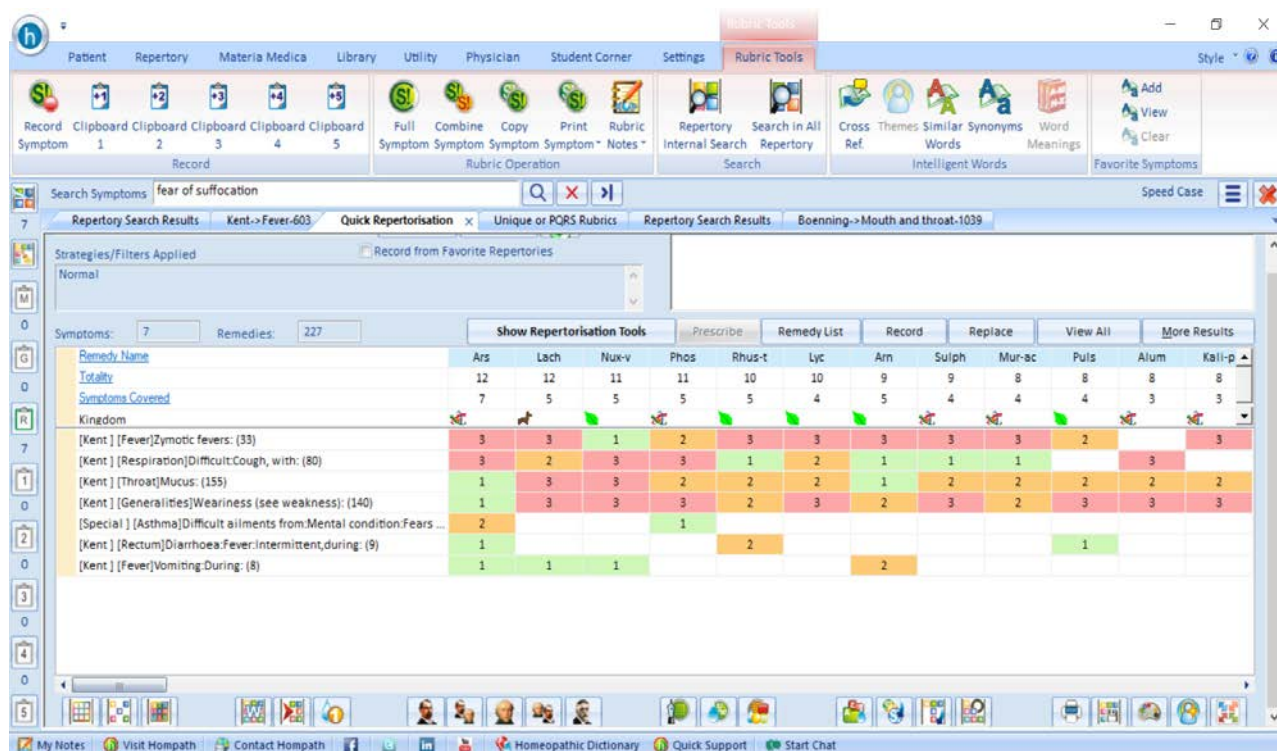 Rubric Tools
Patient Repertory Materia Medica Library Utility Physician Student Corner Settings Rubric Tools Style
Record Symptom Clipboard 1 Clipboard 2 Clipboard 3 Clipboard 4 Clipboard 5 Full Symptom Combine Symptom Copy Symptom Print Symptom Rubric Notes Repertory Internal Search Search in All Repertory Cross Ref. Themes Similar Words Synonyms Word Meanings Add View Clear
Record Rubric Operation Search Intelligent Words Favorite Symptoms
Search Symptoms fear of suffocation Speed Case
7 Repertory Search Results Kent->Fever-603 Quick Repertorisation x Unique or PQRS Rubrics Repertory Search Results Boenning->Mouth and throat-1039
Strategies/Filters Applied Record from Favorite Repertories
Normal
M
0
Symptoms: 7 Remedies: 227 Show Repertorisation Tools Prescribe Remedy List Record Replace View All More Results
G
Remedy Name Ars Lach Nux-v Phos Rhus-t Lyc Arn Sulph Mur-ac Puls Alum Kali-p
0
Totality 12 12 11 11 10 10 9 9 8 8 8 8
Symptoms Covered 7 5 5 5 5 4 5 4 4 4 3 3
R
Kingdom
7
[Kent ] [Fever]Zymotic fevers: (33) 3 3 1 2 3 3 3 3 3 2 3
[Kent ] [Respiration]Difficult:Cough, with: (80) 3 2 3 3 1 2 1 1 1 3
1
[Kent ] [Throat]Mucus: (155) 1 3 3 2 2 2 1 2 2 2 2 2
0
[Kent ] [Generalities]Weariness (see weakness): (140) 1 3 3 3 2 3 2 3 2 3 3 3
[Special ] [Asthma]Difficult ailments from:Mental condition:Fears ... 2 1
2
[Kent ] [Rectum]Diarrhoea:Fever:Intermittent,during: (9) 1 2 1
0
[Kent ] [Fever]Vomiting:During: (8) 1 1 1 2
3
0
4
0
5
My Notes Visit Hompath Contact Hompath Homeopathic Dictionary Quick Support Start Chat